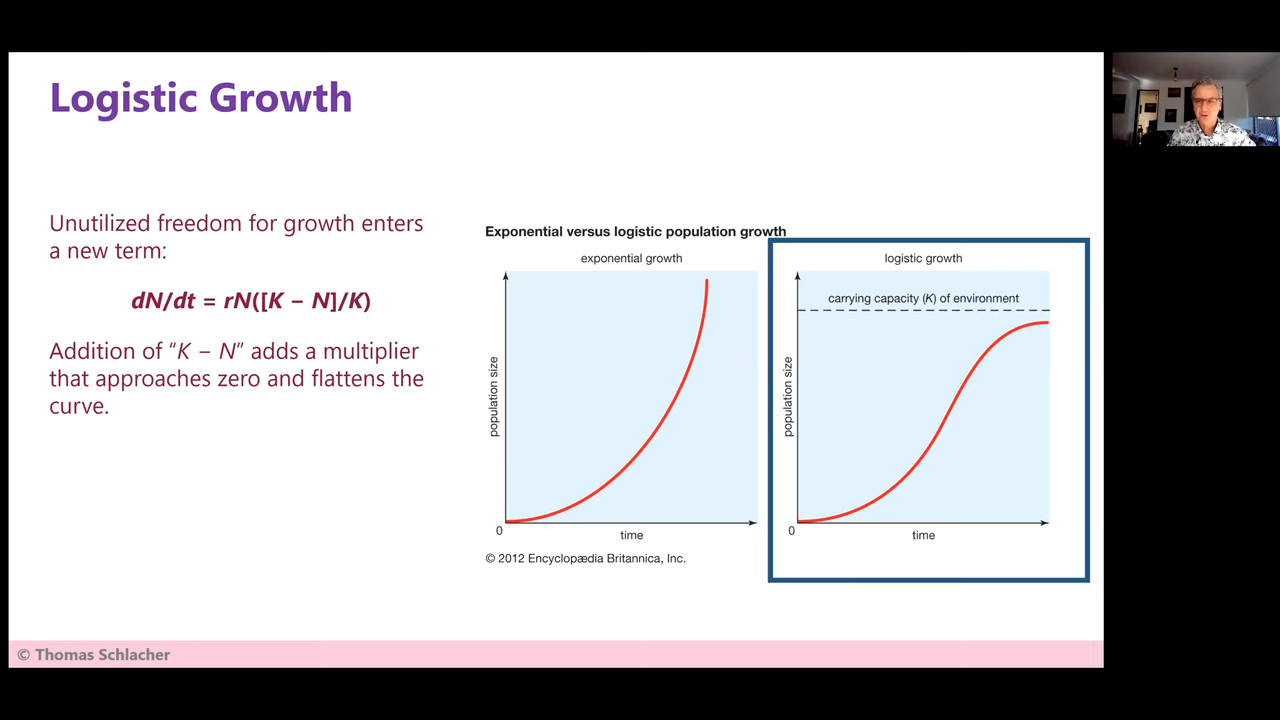 Logistic Growth
Unutilized freedom for growth enters
a new term:
dN/dt = rN([K − N]/K)
Addition of “K − N” adds a multiplier
that approaches zero and flattens the
curve.
Exponential versus logistic population growth
exponential growth
population size
0
time
© 2012 Encyclopædia Britannica, Inc.
logistic growth
carrying capacity (K) of environment
population size
0
time
© Thomas Schlacher